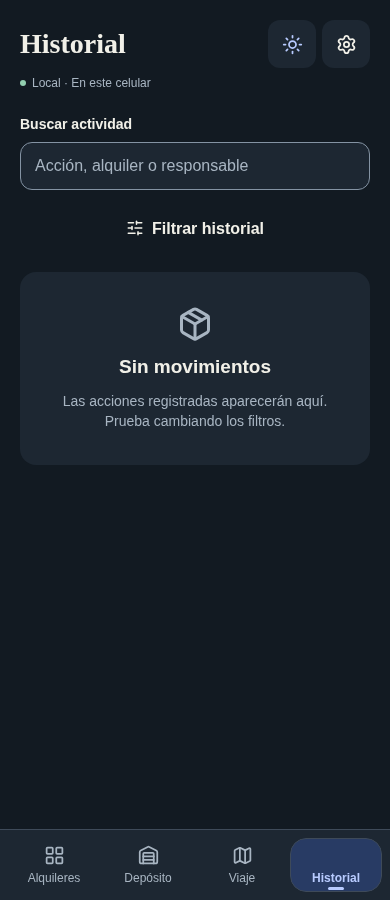 Historial
Local · En este celular
Buscar actividad
Acción, alquiler o responsable
Filtrar historial
Sin movimientos
Las acciones registradas aparecerán aquí.
Prueba cambiando los filtros.
Alquileres
Depósito
Viaje
Historial